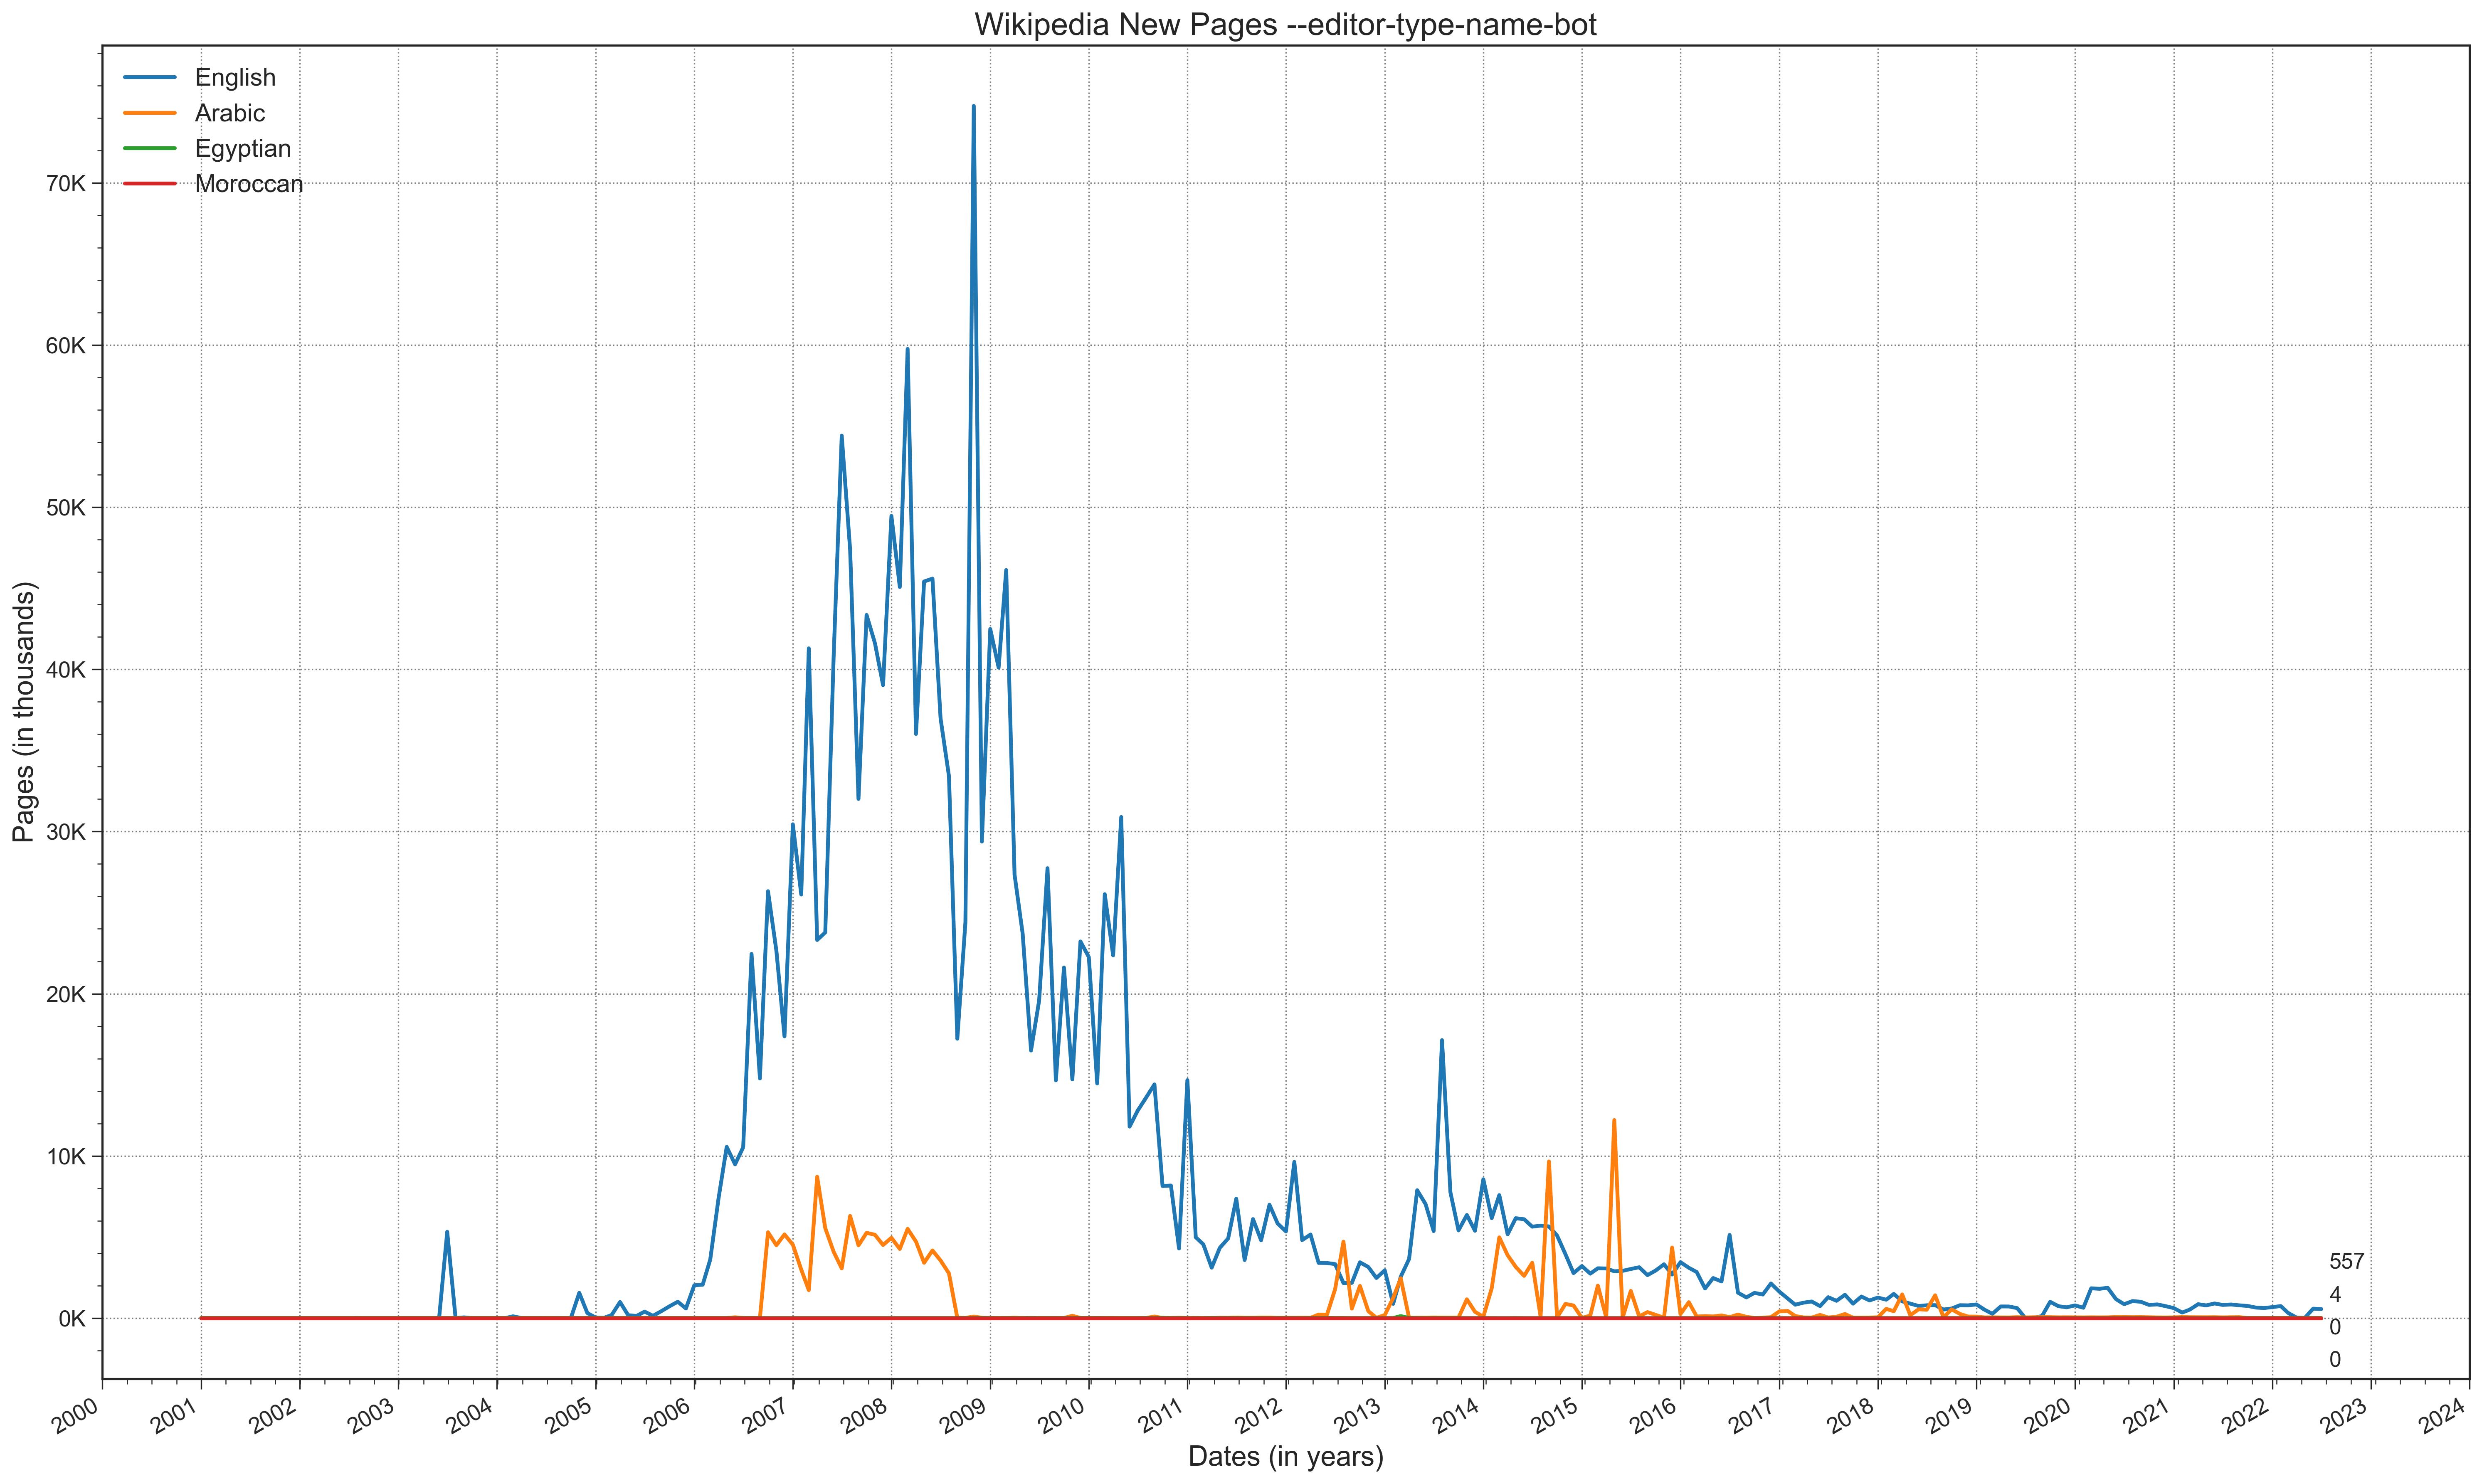 Wikipedia New Pages --editor-type-name-bot
English
Arabic
Egyptian
Moroccan
Pages (in thousands)
70K
60K
50K
40K
30K
20K
10K
0K
557
4
0
0
2000 2001 2002 2003 2004 2005 2006 2007 2008 2009 2010 2011 2012 2013 2014 2015 2016 2017 2018 2019 2020 2021 2022 2023 2024
Dates (in years)